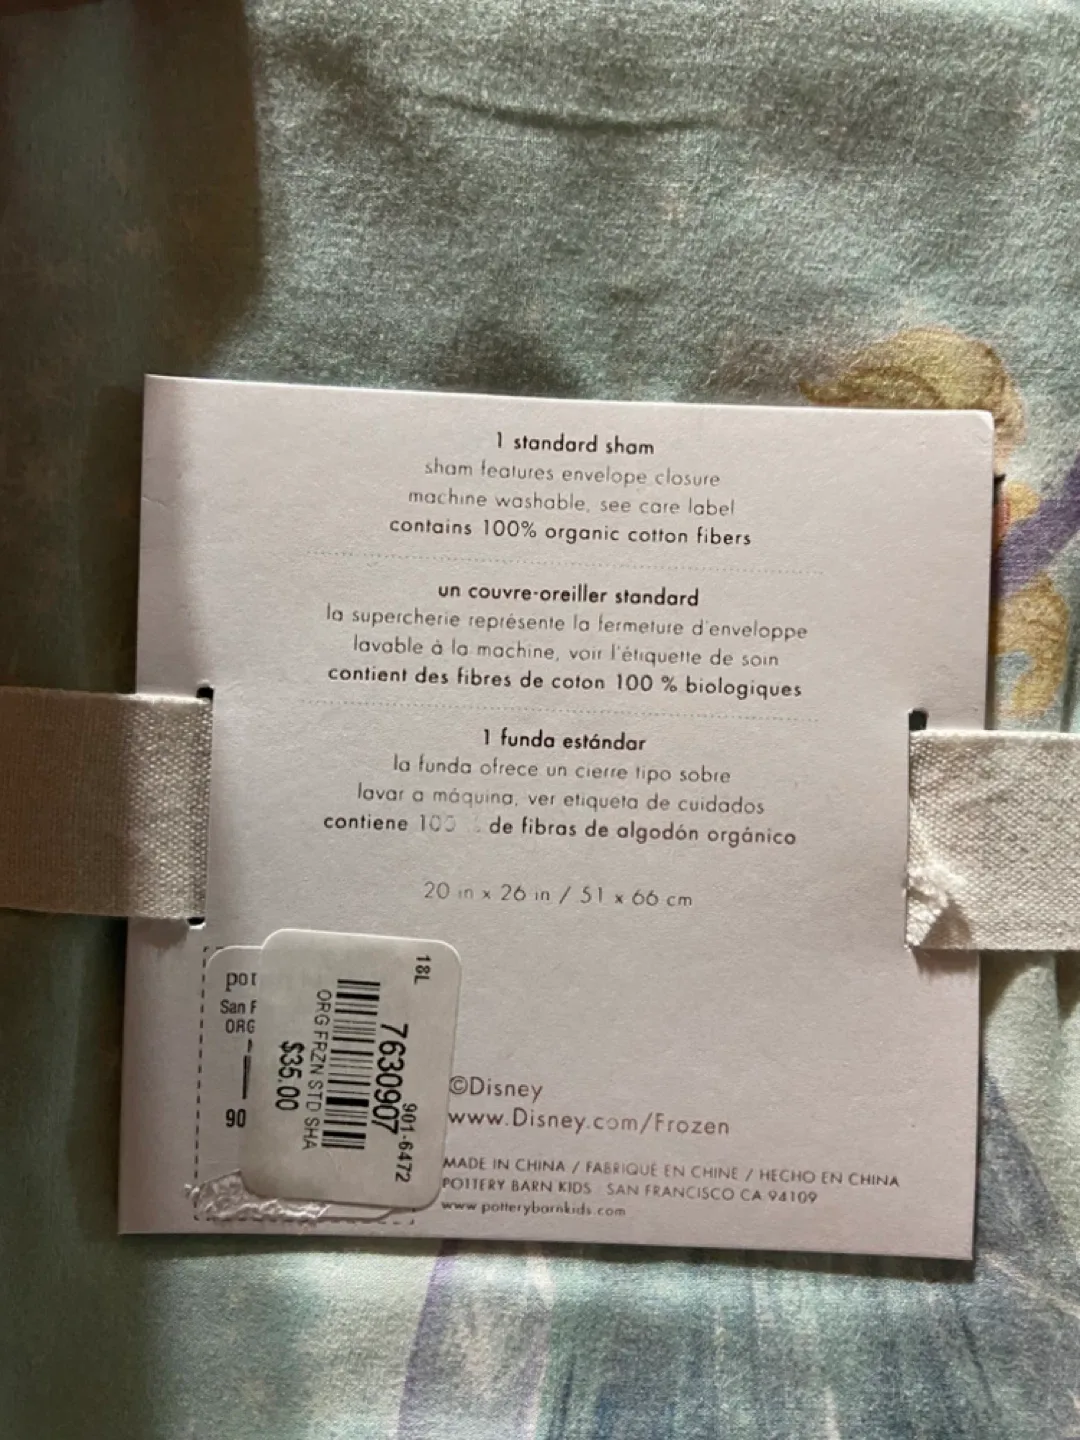 1 standard sham
sham features envelope closure
machine washable, see care label
contains 100% organic cotton fibers
un couvre-oreiller standard
la supercherie représente la fermeture d'enveloppe
lavable à la machine, voir l'étiquette de soin
contient des fibres de coton 100 % biologiques
1 funda estándar
la funda ofrece un cierre tipo sobre
lavar a máquina, ver etiqueta de cuidados
contiene 100 % de fibras de algodón orgánico
20 in x 26 in / 51 x 66 cm
San F
ORG
90
18L
901-6472
7630907
ORG FRZN STD SHA
$35.00
©Disney
www.Disney.com/Frozen
MADE IN CHINA / FABRIQUÉ EN CHINE / HECHO EN CHINA
POTTERY BARN KIDS SAN FRANCISCO CA 94109
www.potterybarnkids.com